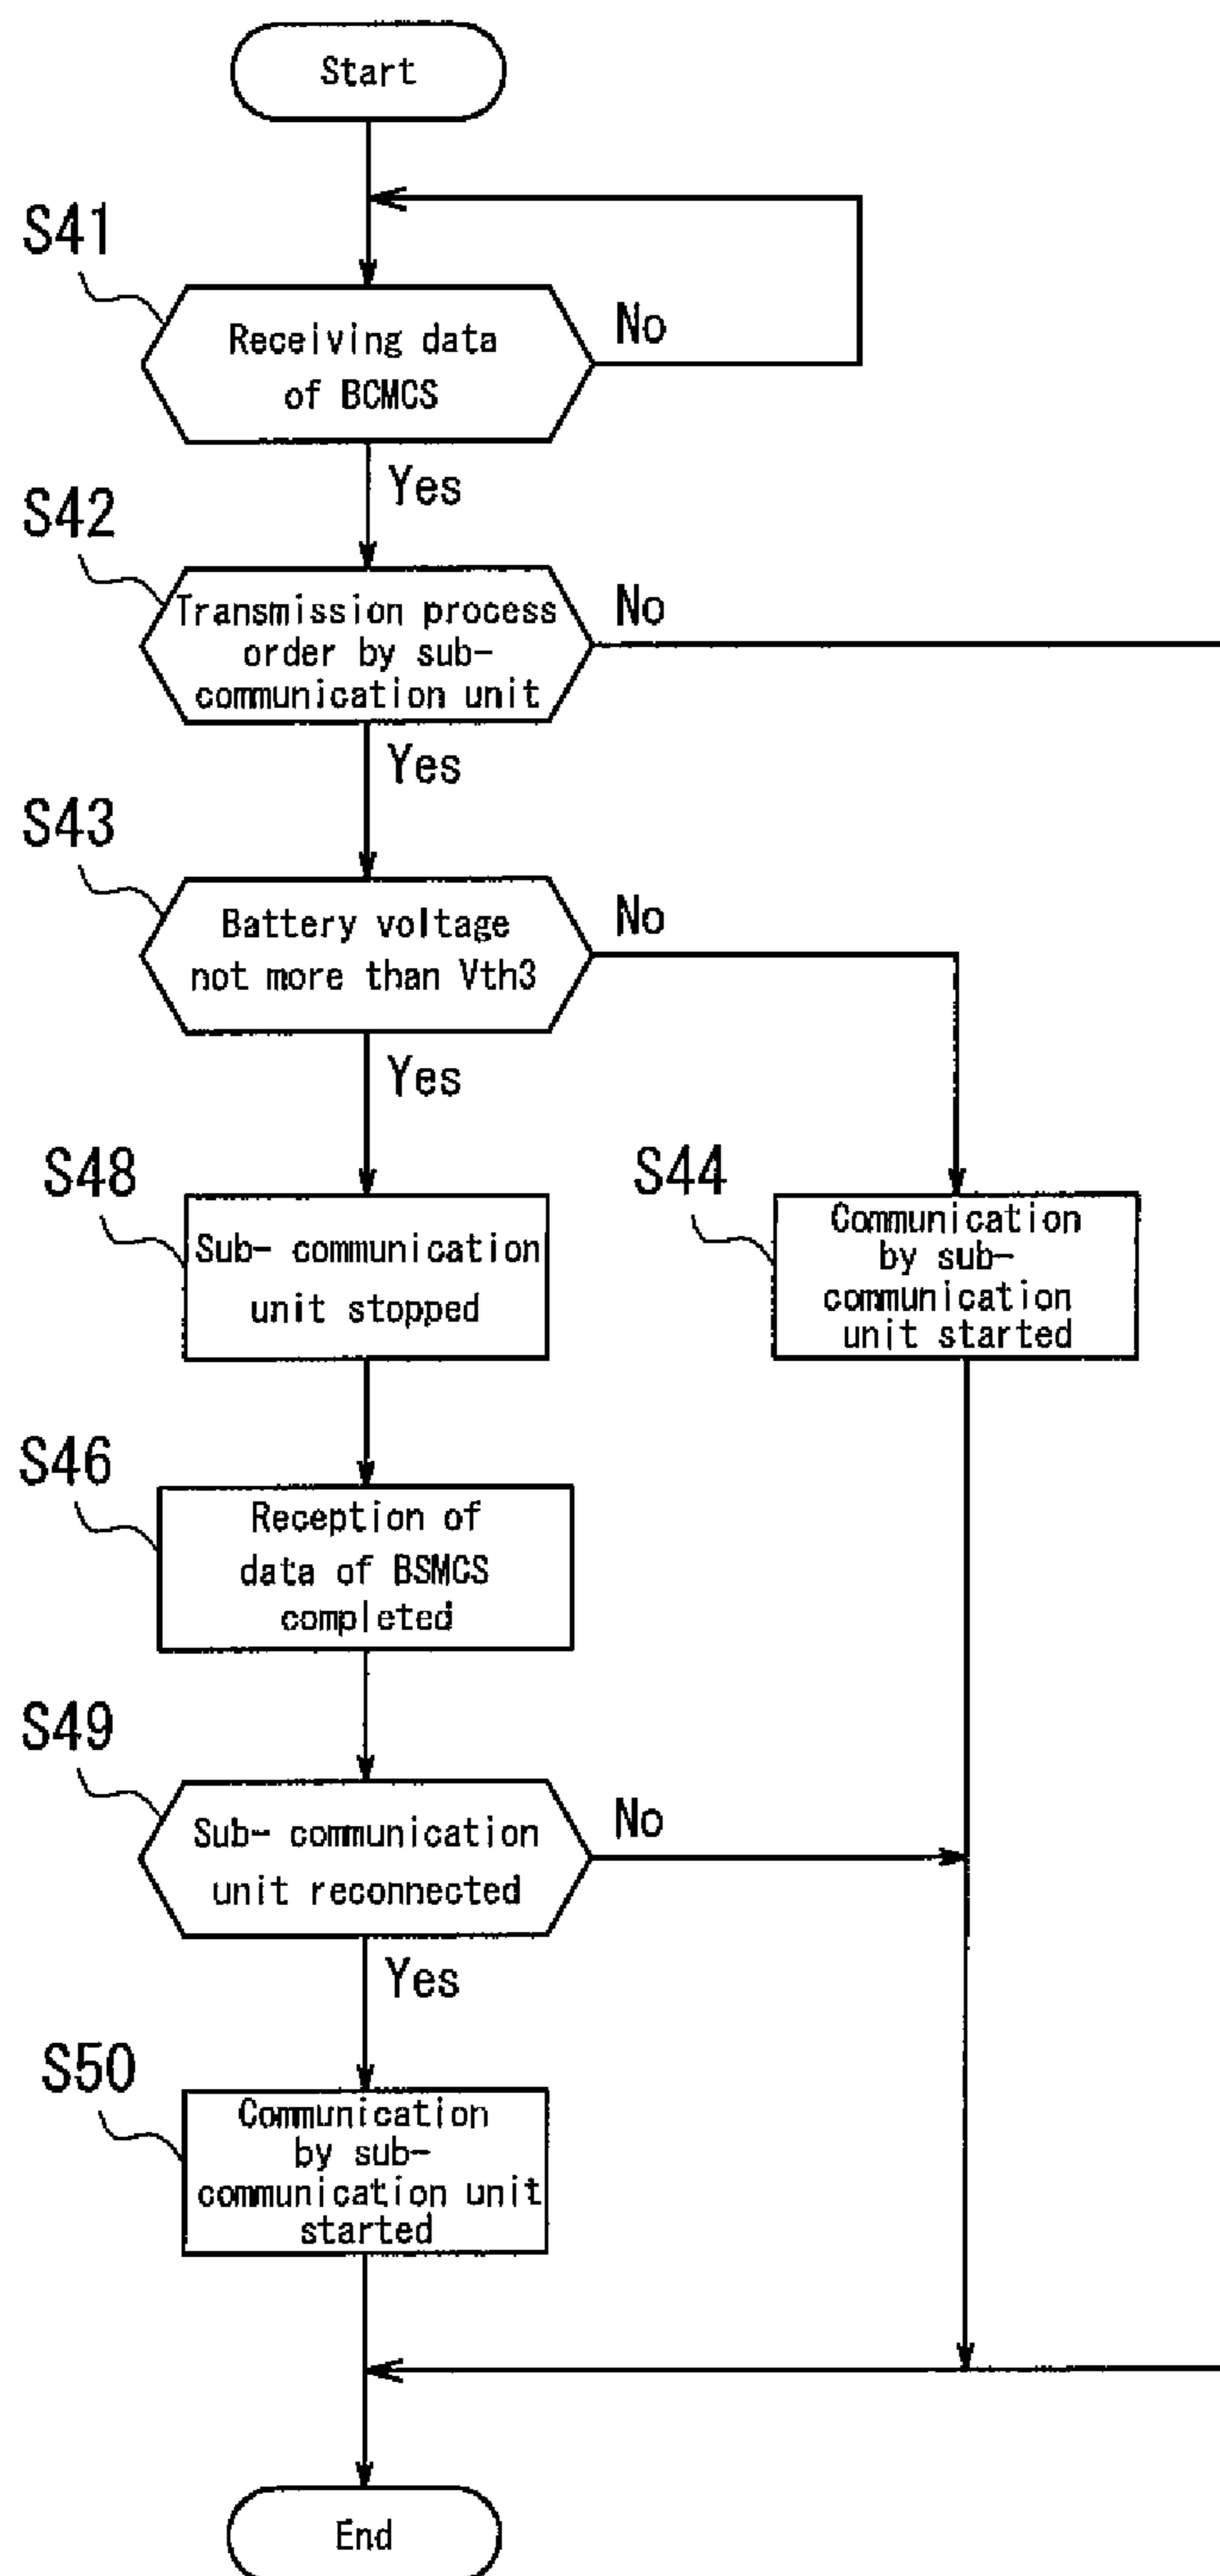 Start
S41
Receiving data
of BCMCS
No
Yes
S42
Transmission process
order by sub-
communication unit
No
Yes
S43
Battery voltage
not more than Vth3
No
Yes
S48
Sub- communication
unit stopped
S44
Communication
by sub-
communication
unit started
S46
Reception of
data of BSMCS
completed
S49
Sub- communication
unit reconnected
No
Yes
S50
Communication
by sub-
communication unit
started
End